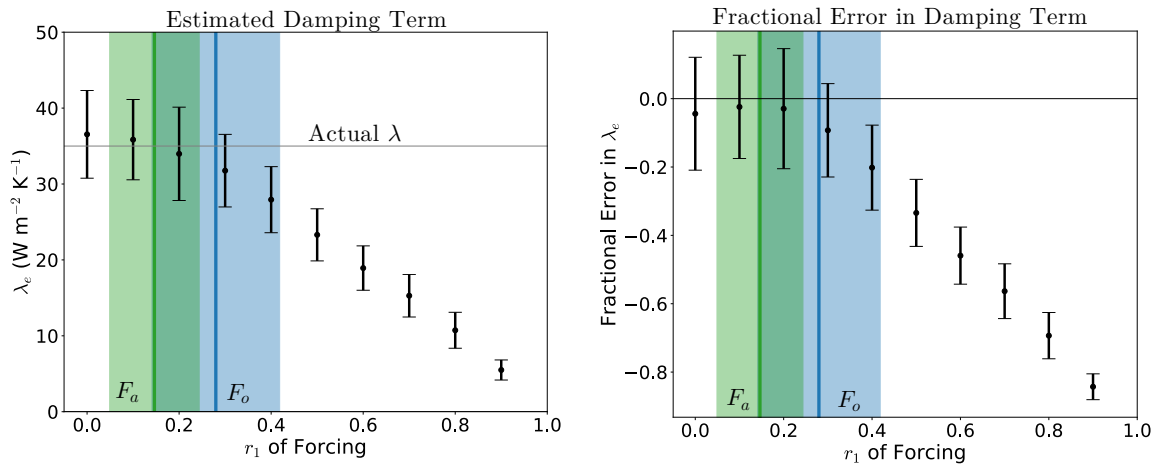 Estimated Damping Term
50
40
30
20
10
0
λₑ (W m⁻² K⁻¹)
Actual λ
Fₐ
Fₒ
0.0 0.2 0.4 0.6 0.8 1.0
r₁ of Forcing
Fractional Error in Damping Term
0.0
−0.2
−0.4
−0.6
−0.8
Fractional Error in λₑ
Fₐ
Fₒ
0.0 0.2 0.4 0.6 0.8 1.0
r₁ of Forcing